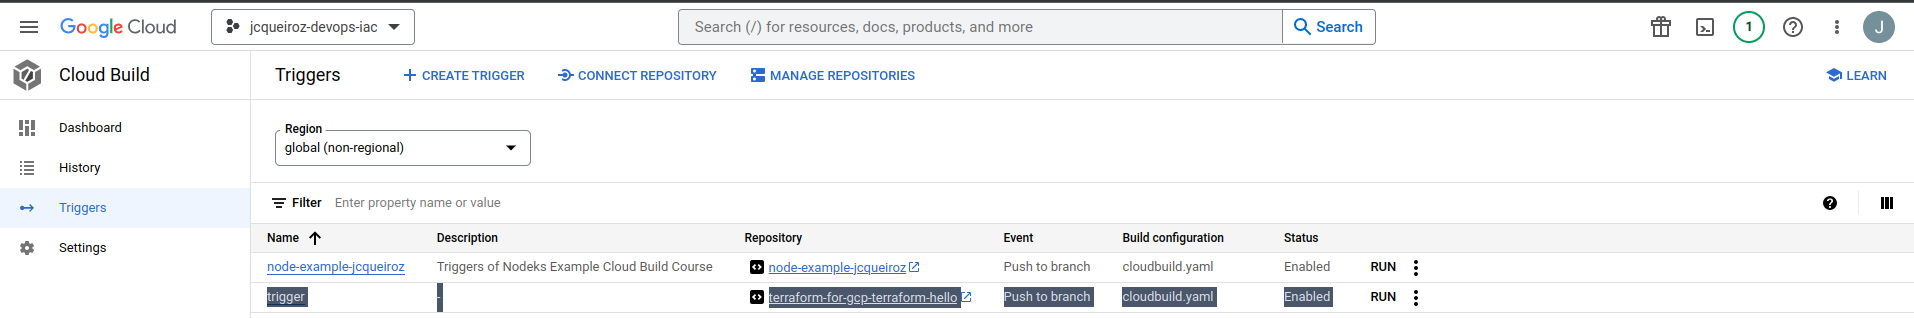 Google Cloud
jcqueiroz-devops-iac
Search (/) for resources, docs, products, and more
Search
1
J
Cloud Build
Triggers
CREATE TRIGGER
CONNECT REPOSITORY
MANAGE REPOSITORIES
LEARN
Dashboard
History
Triggers
Settings
Region
global (non-regional)
Filter Enter property name or value
Name Description Repository Event Build configuration Status
node-example-jcqueiroz Triggers of Nodeks Example Cloud Build Course node-example-jcqueiroz Push to branch cloudbuild.yaml Enabled RUN
trigger - terraform-for-gcp-terraform-hello Push to branch cloudbuild.yaml Enabled RUN